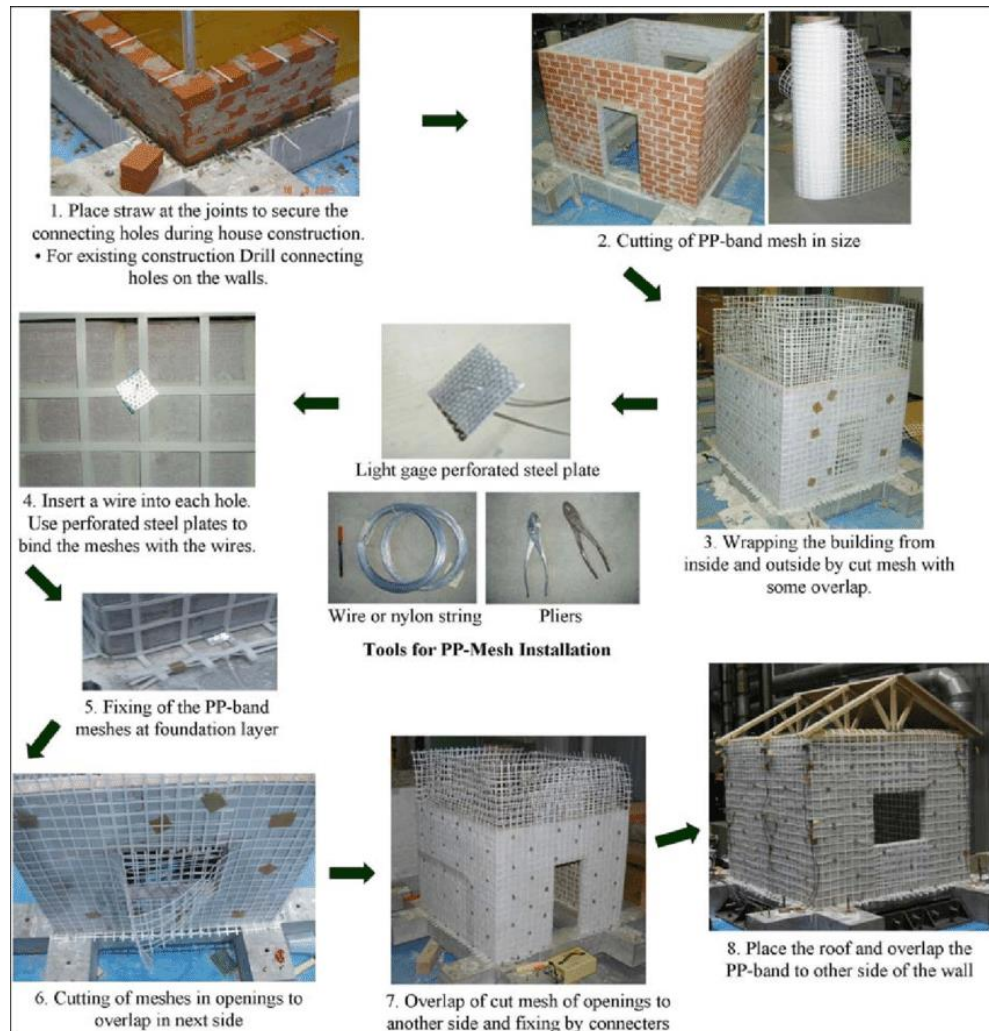 1. Place straw at the joints to secure the
connecting holes during house construction.
• For existing construction Drill connecting
holes on the walls.
2. Cutting of PP-band mesh in size
3. Wrapping the building from
inside and outside by cut mesh with
some overlap.
Light gage perforated steel plate
Wire or nylon string
Pliers
Tools for PP-Mesh Installation
4. Insert a wire into each hole.
Use perforated steel plates to
bind the meshes with the wires.
5. Fixing of the PP-band
meshes at foundation layer
6. Cutting of meshes in openings to
overlap in next side
7. Overlap of cut mesh of openings to
another side and fixing by connecters
8. Place the roof and overlap the
PP-band to other side of the wall